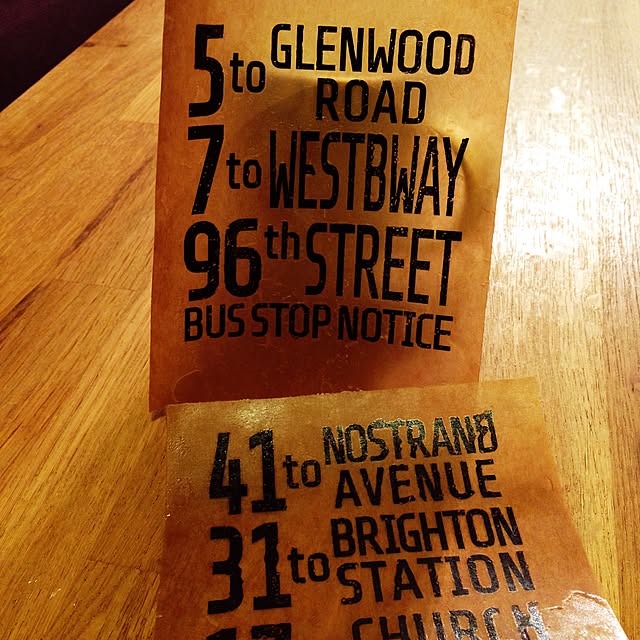 5 to GLENWOOD
ROAD
7 to WESTBWAY
96th STREET
BUS STOP NOTICE
41 to NOSTRAND
AVENUE
31 to BRIGHTON
STATION
CHURCH